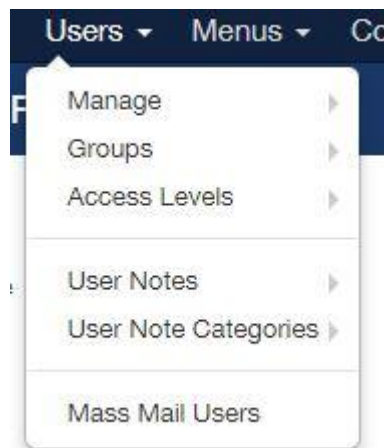 Users Menus
Manage
Groups
Access Levels
User Notes
User Note Categories
Mass Mail Users